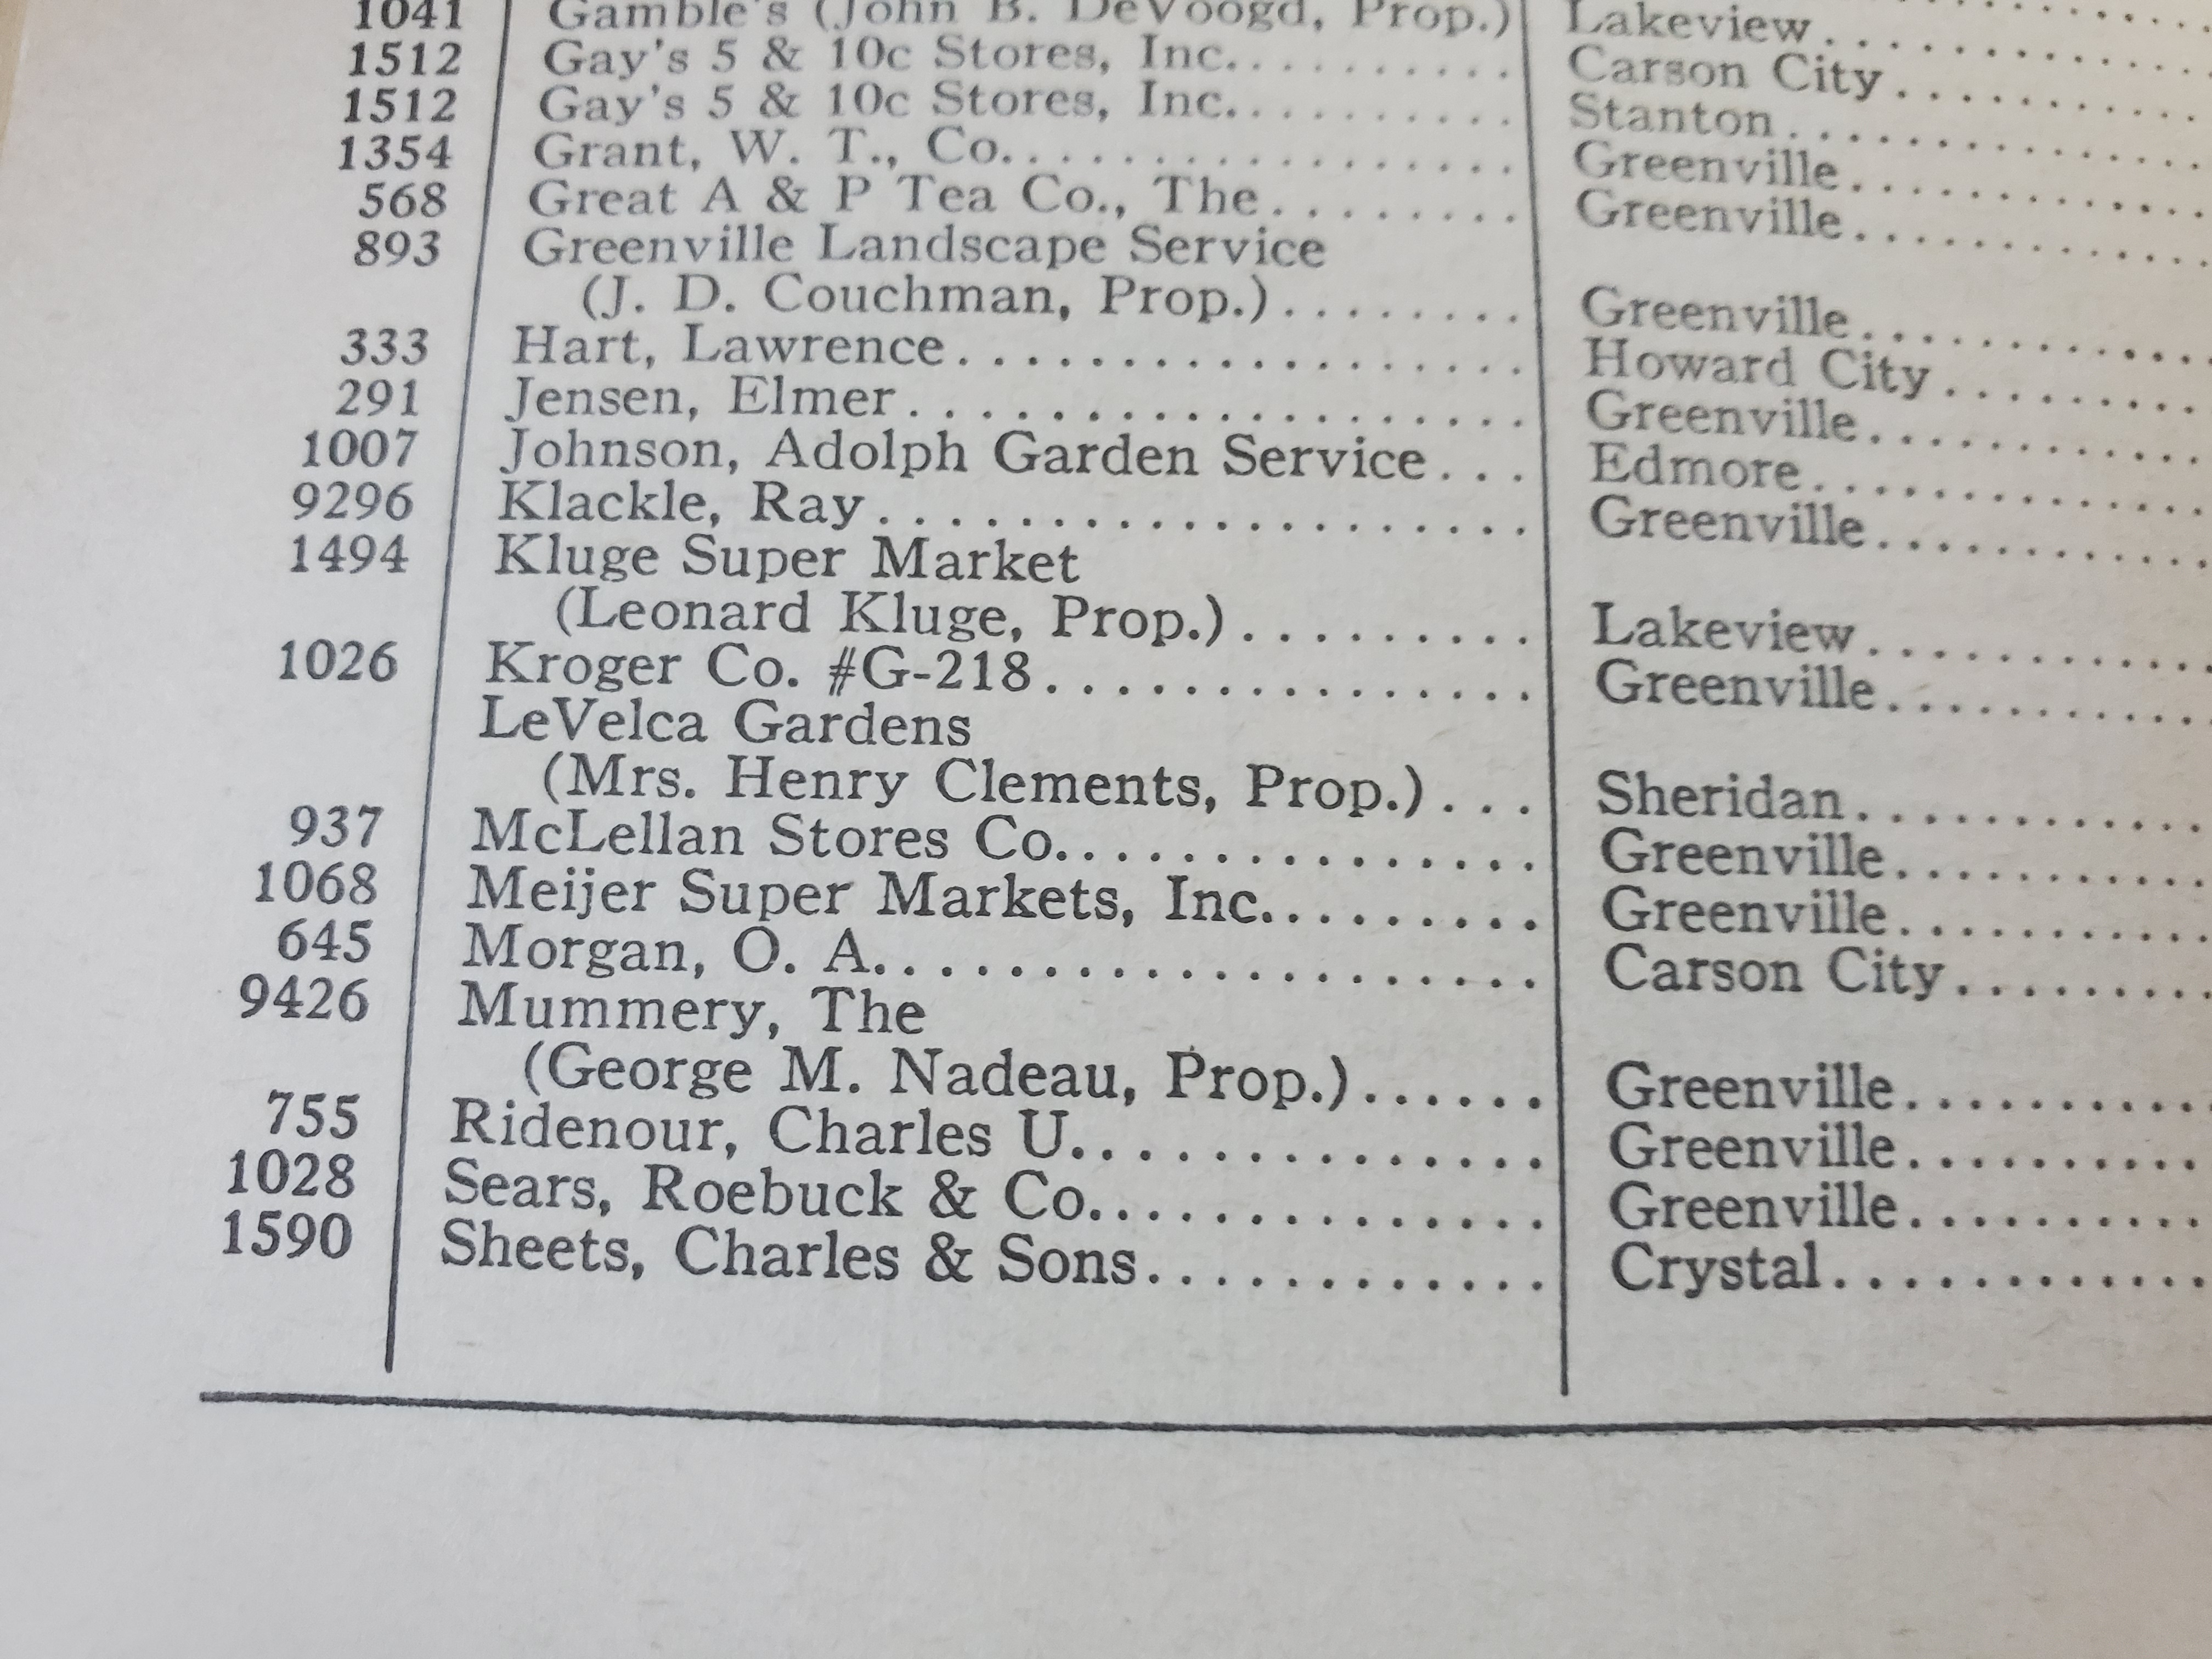 1041 Gamble's (John B. DeVoogd, Prop.) Lakeview
1512 Gay's 5 & 10c Stores, Inc. Carson City
1512 Gay's 5 & 10c Stores, Inc. Stanton
1354 Grant, W. T., Co. Greenville
568 Great A & P Tea Co., The Greenville
893 Greenville Landscape Service
(J. D. Couchman, Prop.) Greenville
333 Hart, Lawrence Howard City
291 Jensen, Elmer Greenville
1007 Johnson, Adolph Garden Service Edmore
9296 Klackle, Ray Greenville
1494 Kluge Super Market
(Leonard Kluge, Prop.) Lakeview
1026 Kroger Co. #G-218 Greenville
LeVelca Gardens
(Mrs. Henry Clements, Prop.) Sheridan
937 McLellan Stores Co. Greenville
1068 Meijer Super Markets, Inc. Greenville
645 Morgan, O. A. Carson City
9426 Mummery, The
(George M. Nadeau, Prop.) Greenville
755 Ridenour, Charles U. Greenville
1028 Sears, Roebuck & Co. Greenville
1590 Sheets, Charles & Sons Crystal